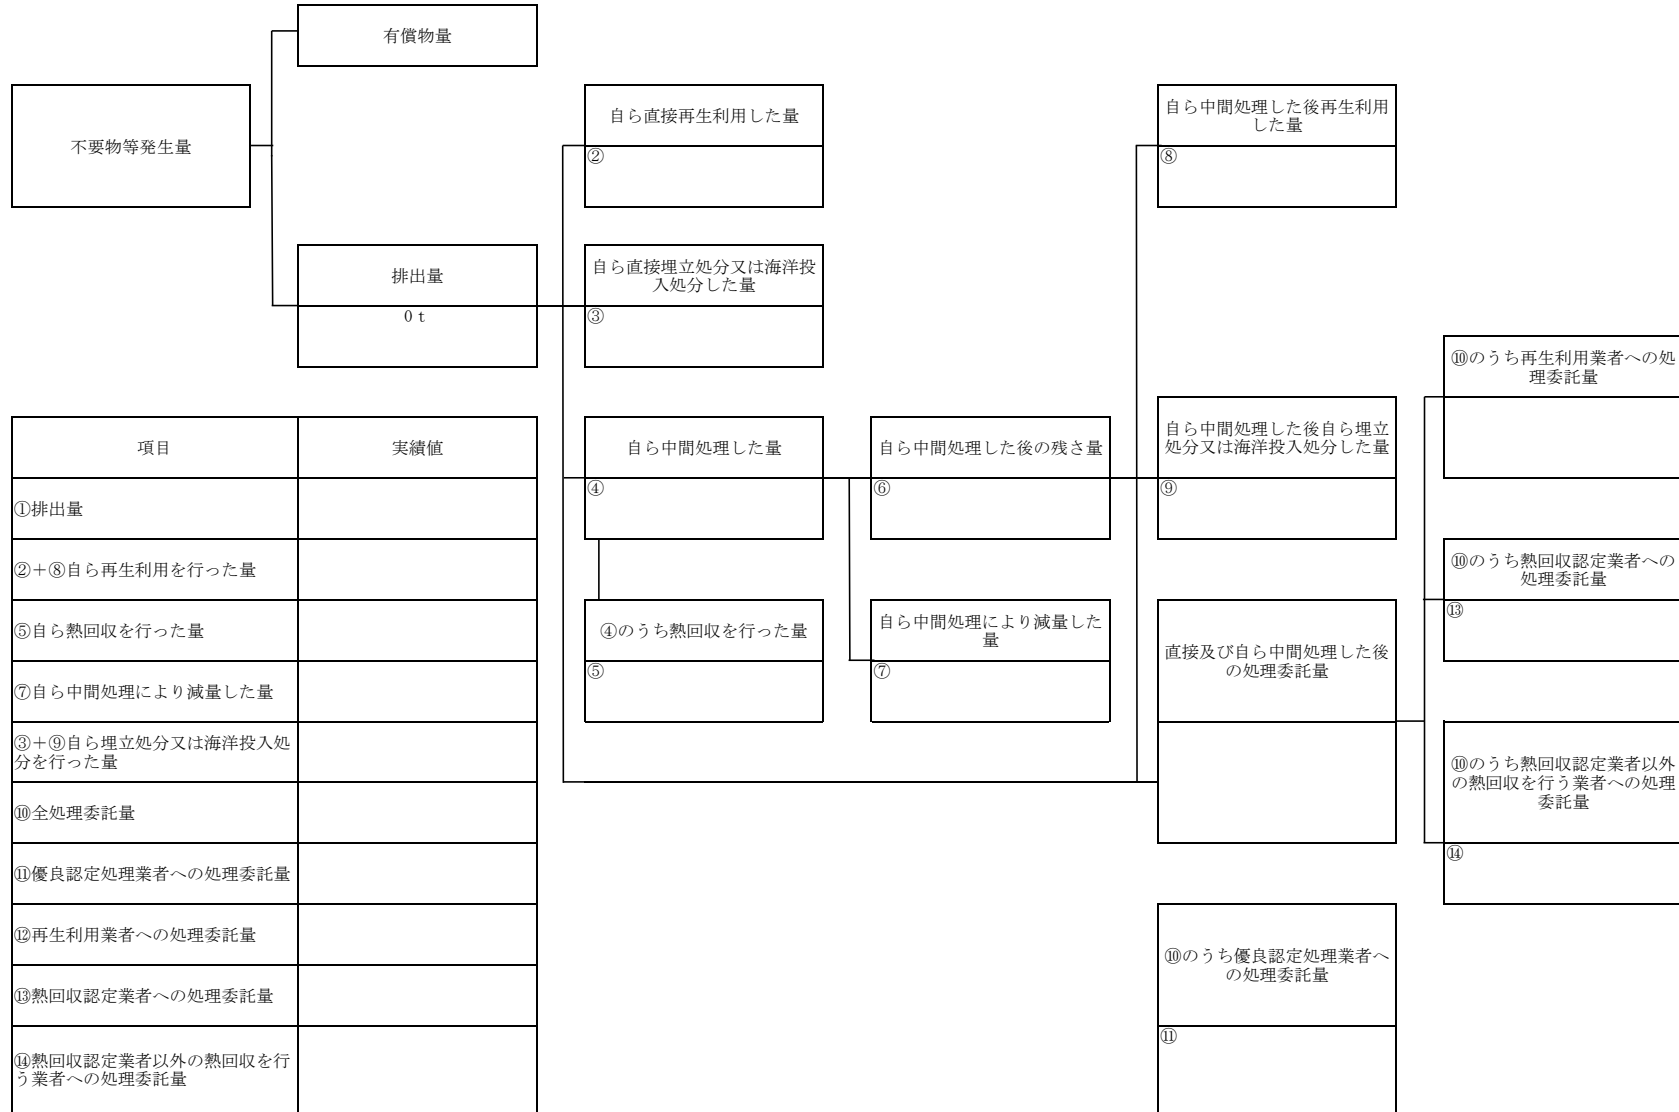 有償物量
不要物等発生量
自ら直接再生利用した量
②
自ら中間処理した後再生利用
した量
⑧
排出量
0 t
自ら直接埋立処分又は海洋投
入処分した量
③
⑩のうち再生利用業者への処
理委託量
項目
実績値
自ら中間処理した量
④
自ら中間処理した後の残さ量
⑥
自ら中間処理した後自ら埋立
処分又は海洋投入処分した量
⑨
①排出量
②+⑧自ら再生利用を行った量
⑤自ら熱回収を行った量
⑦自ら中間処理により減量した量
③+⑨自ら埋立処分又は海洋投入処
分を行った量
⑩全処理委託量
⑪優良認定処理業者への処理委託量
⑫再生利用業者への処理委託量
⑬熱回収認定業者への処理委託量
⑭熱回収認定業者以外の熱回収を行
う業者への処理委託量
④のうち熱回収を行った量
⑤
自ら中間処理により減量した
量
⑦
直接及び自ら中間処理した後
の処理委託量
⑩のうち熱回収認定業者への
処理委託量
⑬
⑩のうち熱回収認定業者以外
の熱回収を行う業者への処理
委託量
⑭
⑩のうち優良認定処理業者へ
の処理委託量
⑪